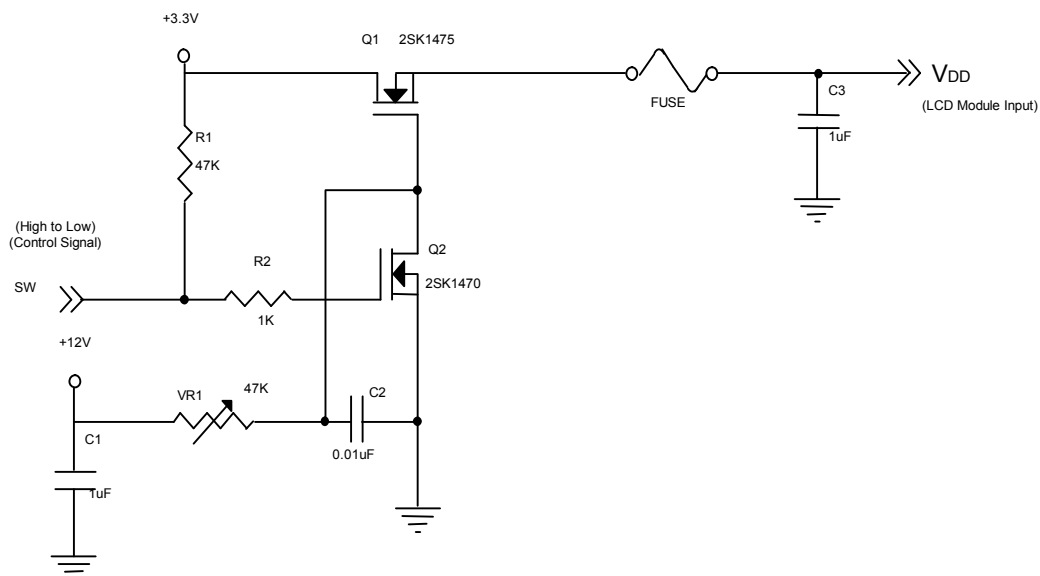 +3.3V
Q1 2SK1475
FUSE
C3
VDD
(LCD Module Input)
1uF
R1
47K
(High to Low)
(Control Signal)
Q2
R2
2SK1470
SW
1K
+12V
VR1
47K
C2
C1
0.01uF
1uF